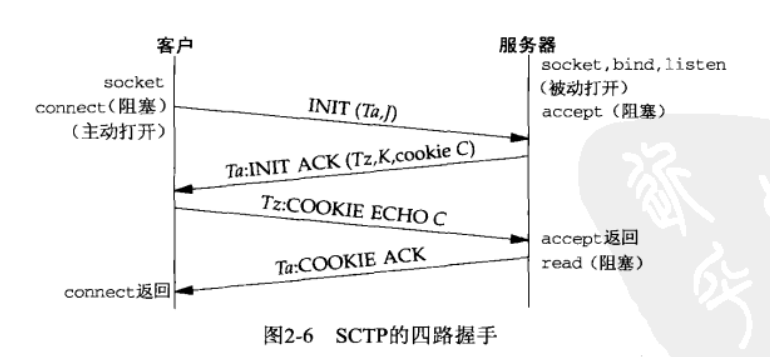 客户
服务器
socket
connect（阻塞）
（主动打开）
socket,bind,listen
（被动打开）
accept（阻塞）
INIT (Ta,J)
Ta:INIT ACK (Tz,K,cookie C)
Tz:COOKIE ECHO C
accept返回
read（阻塞）
Ta:COOKIE ACK
connect返回
图2-6 SCTP的四路握手